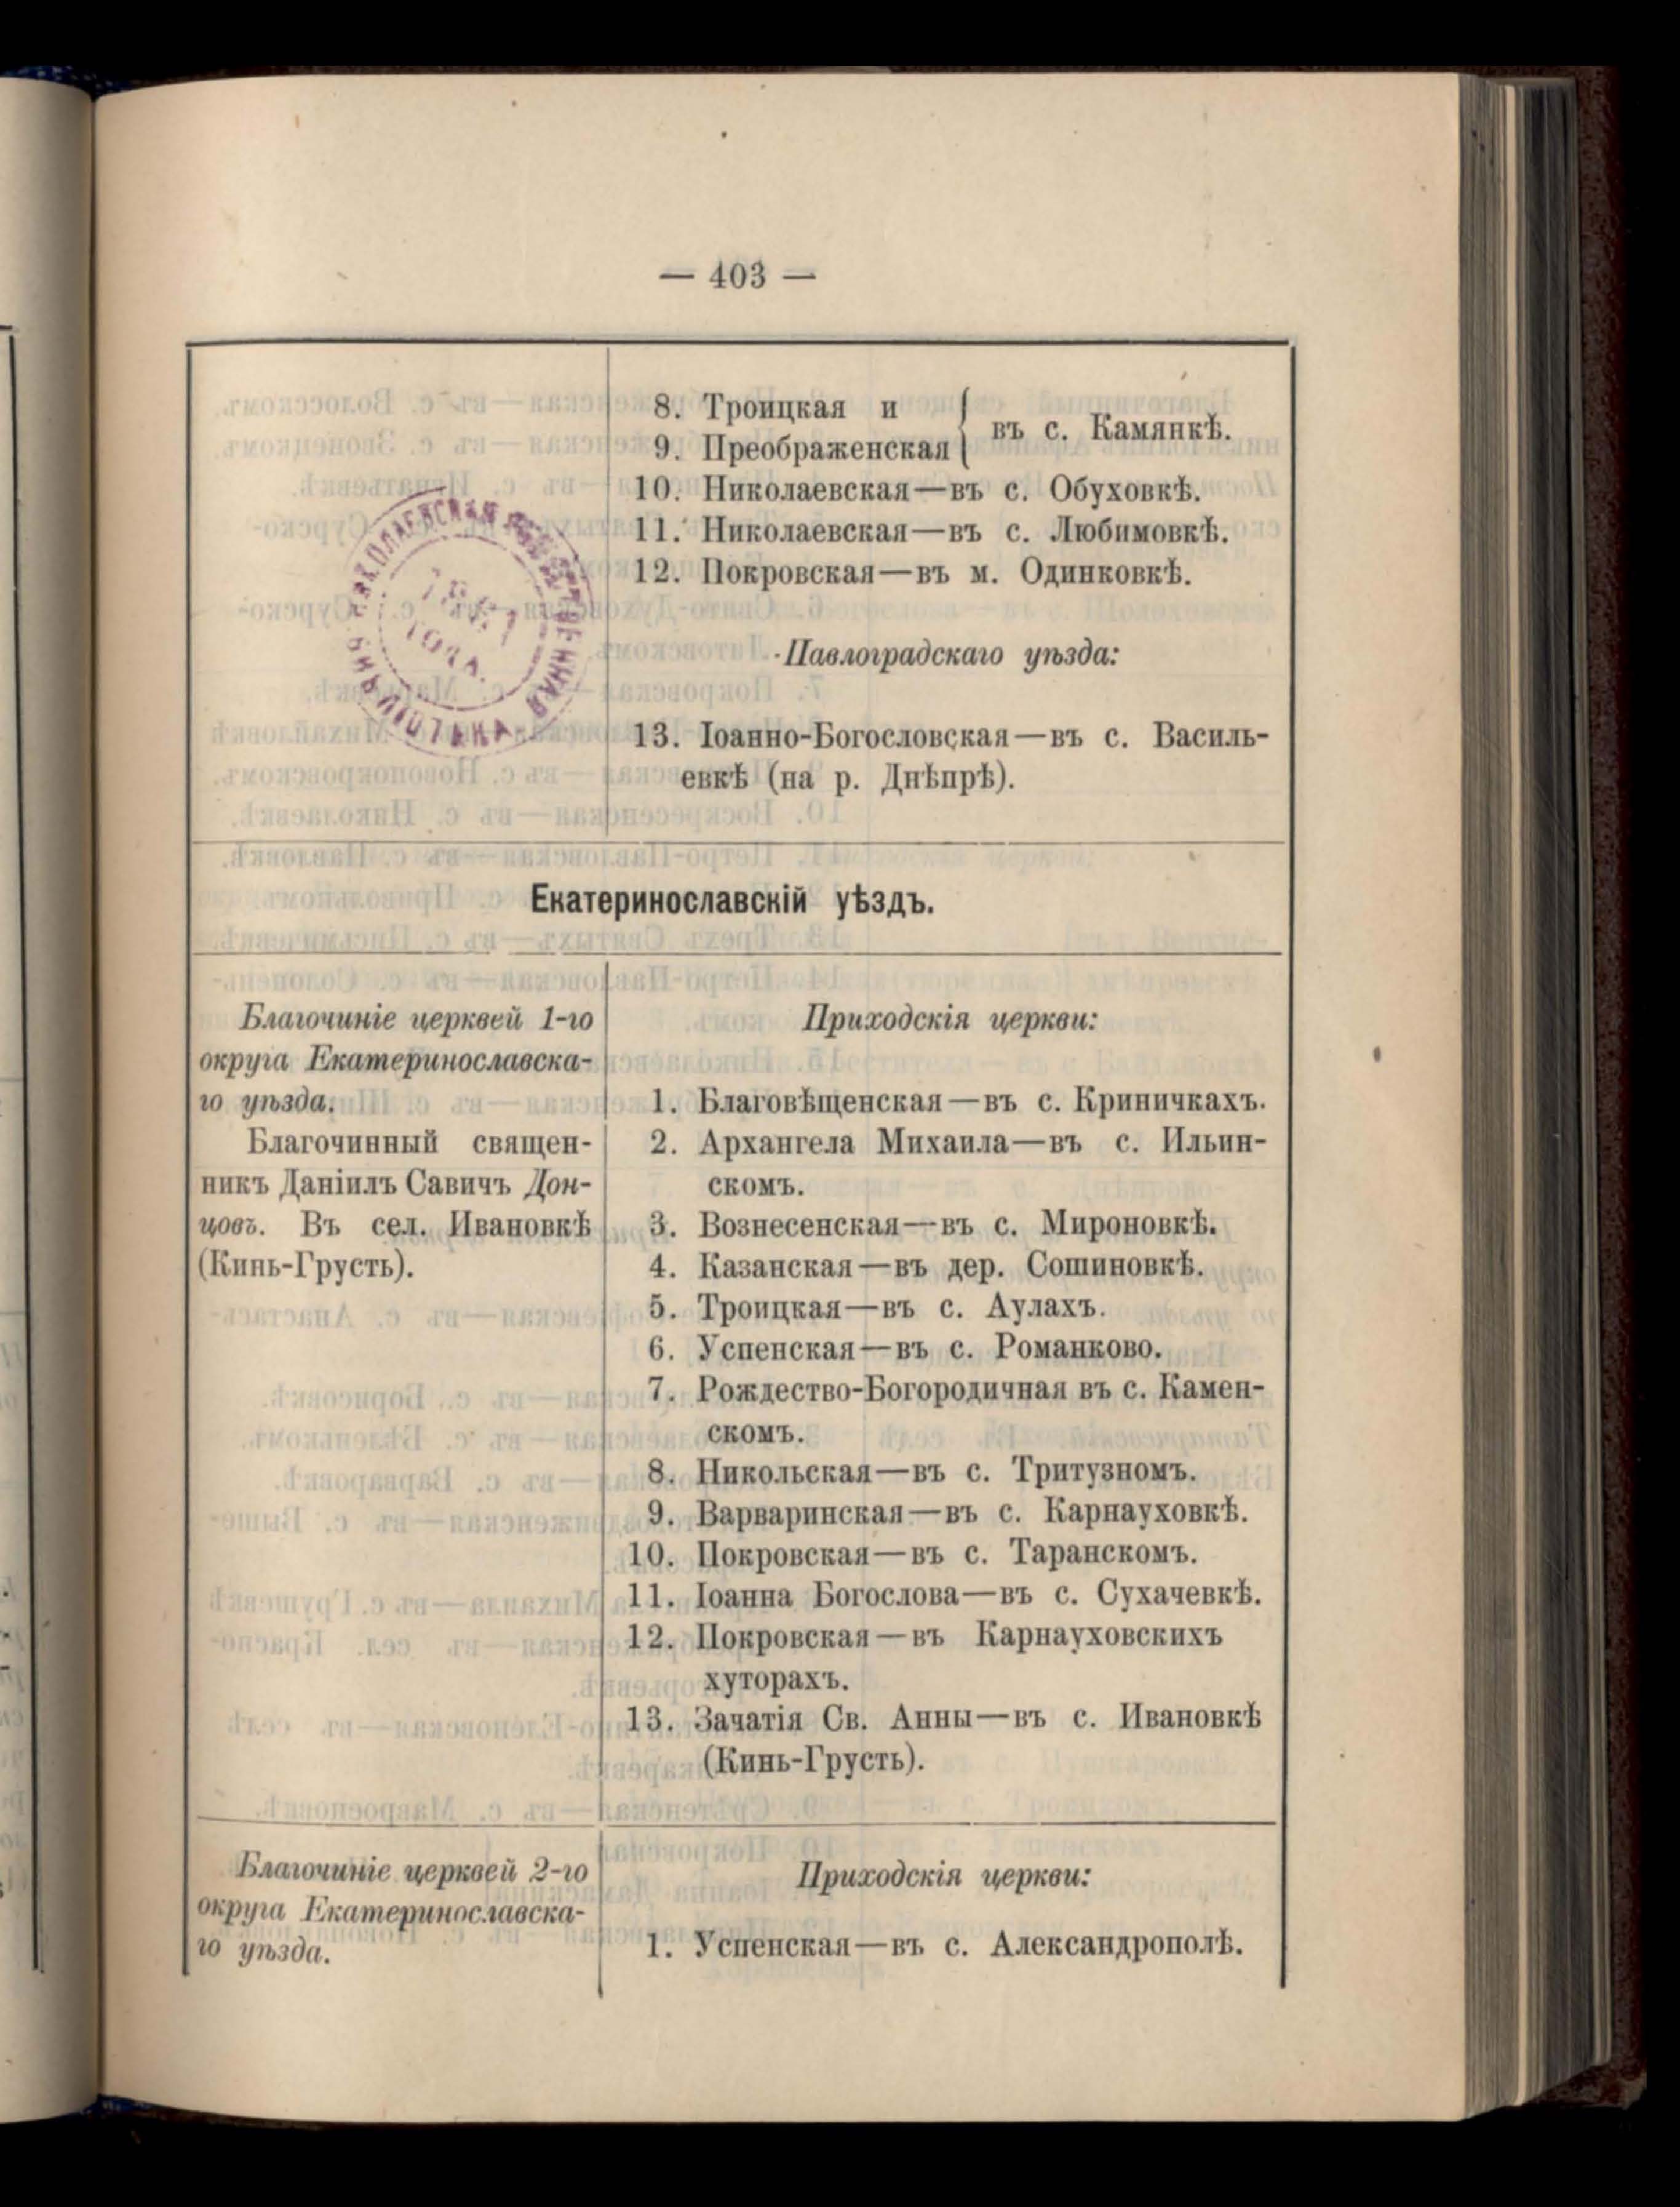 — 403 —
8. Троицкая и
9. Преображенская
въ с. Камянкѣ.
10. Николаевская—въ с. Обуховкѣ.
11. Николаевская—въ с. Любимовкѣ.
12. Покровская—въ м. Одинковкѣ.
Павлоградскаго уѣзда:
13. Іоанно-Богословская—въ с. Василь-
евкѣ (на р. Днѣпрѣ).
Екатеринославскій уѣздъ.
Благочиніе церквей 1-го
округа Екатеринославска-
го уѣзда.
Благочинный священ-
никъ Даніилъ Савичъ Дон-
цовъ. Въ сел. Ивановкѣ
(Кинь-Грусть).
Приходскія церкви:
1. Благовѣщенская—въ с. Криничкахъ.
2. Архангела Михаила—въ с. Ильин-
скомъ.
3. Вознесенская—въ с. Мироновкѣ.
4. Казанская—въ дер. Сошиновкѣ.
5. Троицкая—въ с. Аулахъ.
6. Успенская—въ с. Романково.
7. Рождество-Богородичная въ с. Камен-
скомъ.
8. Никольская—въ с. Тритузномъ.
9. Варваринская—въ с. Карнауховкѣ.
10. Покровская—въ с. Таранскомъ.
11. Іоанна Богослова—въ с. Сухачевкѣ.
12. Покровская—въ Карнауховскихъ
хуторахъ.
13. Зачатія Св. Анны—въ с. Ивановкѣ
(Кинь-Грусть).
Благочиніе церквей 2-го
округа Екатеринославска-
го уѣзда.
Приходскія церкви:
1. Успенская—въ с. Александрополѣ.